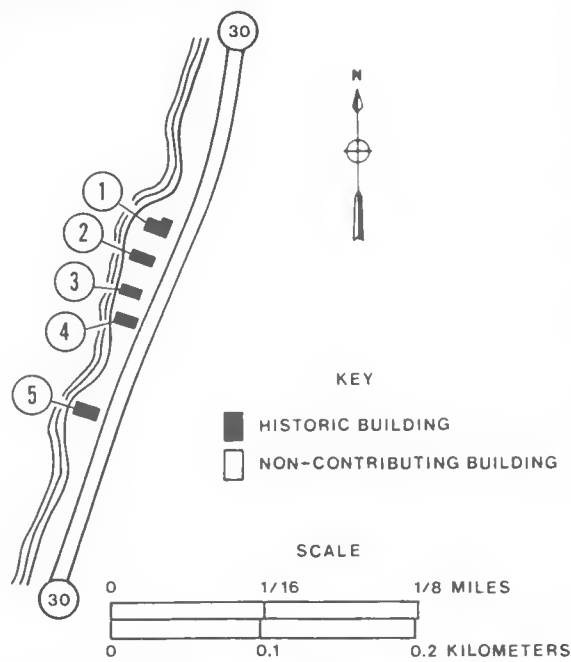 30
N
1
2
3
4
5
30
KEY
HISTORIC BUILDING
NON-CONTRIBUTING BUILDING
SCALE
0 1/16 1/8 MILES
0 0.1 0.2 KILOMETERS